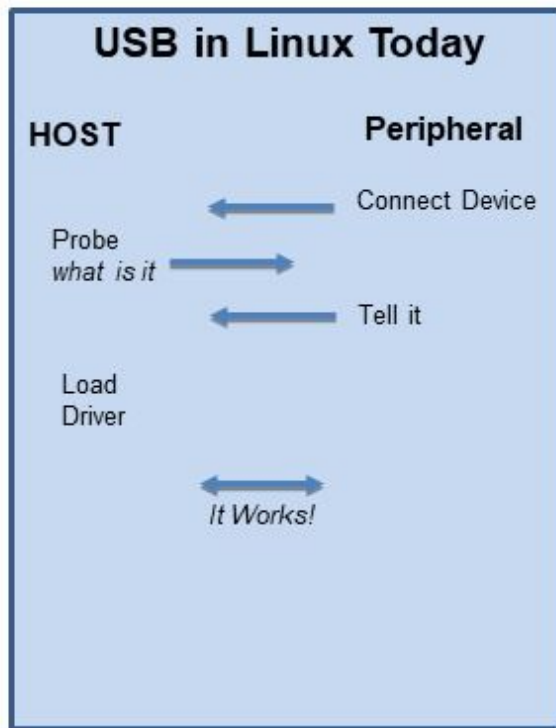 USB in Linux Today
HOST
Peripheral
Connect Device
Probe
what is it
Tell it
Load
Driver
It Works!